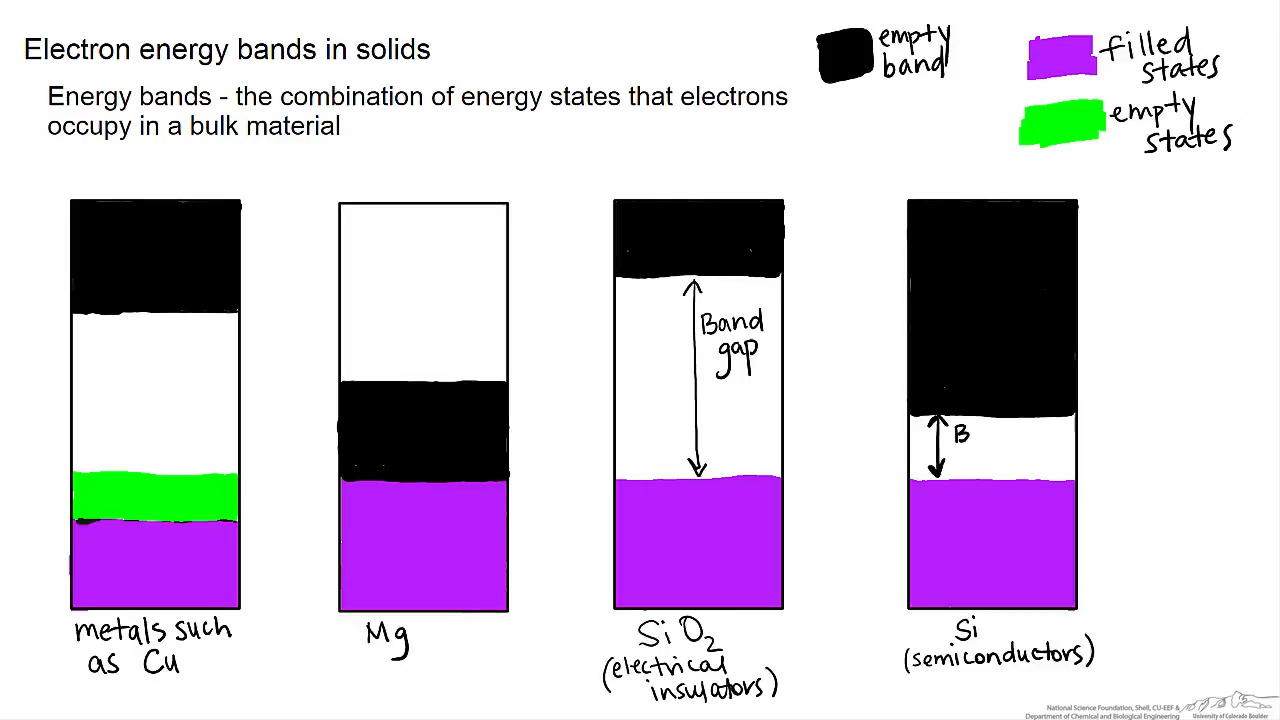 Electron energy bands in solids
Energy bands - the combination of energy states that electrons
occupy in a bulk material
empty
band
filled
states
empty
states
Band
gap
B
metals such
as Cu
Mg
SiO₂
(electrical
insulators)
Si
(semiconductors)
National Science Foundation, Shell, CU-EEF &
Department of Chemical and Biological Engineering
University of Colorado Boulder